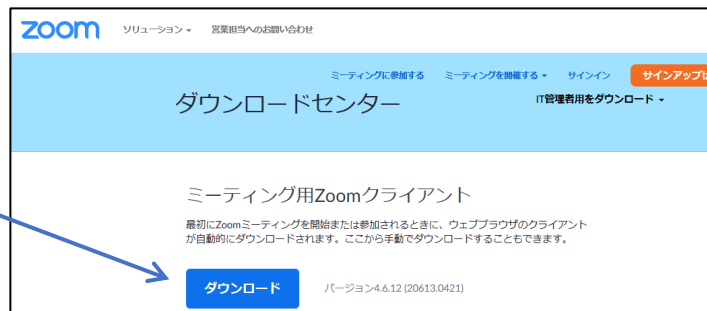 zoom ソリューション 営業担当へのお問い合わせ
ミーティングに参加する ミーティングを開催する サインイン サインアップは
ダウンロードセンター IT管理者用をダウンロード
ミーティング用Zoomクライアント
最初にZoomミーティングを開始または参加されるときに、ウェブブラウザのクライアント
が自動的にダウンロードされます。ここから手動でダウンロードすることもできます。
ダウンロード バージョン4.6.12 (20613.0421)